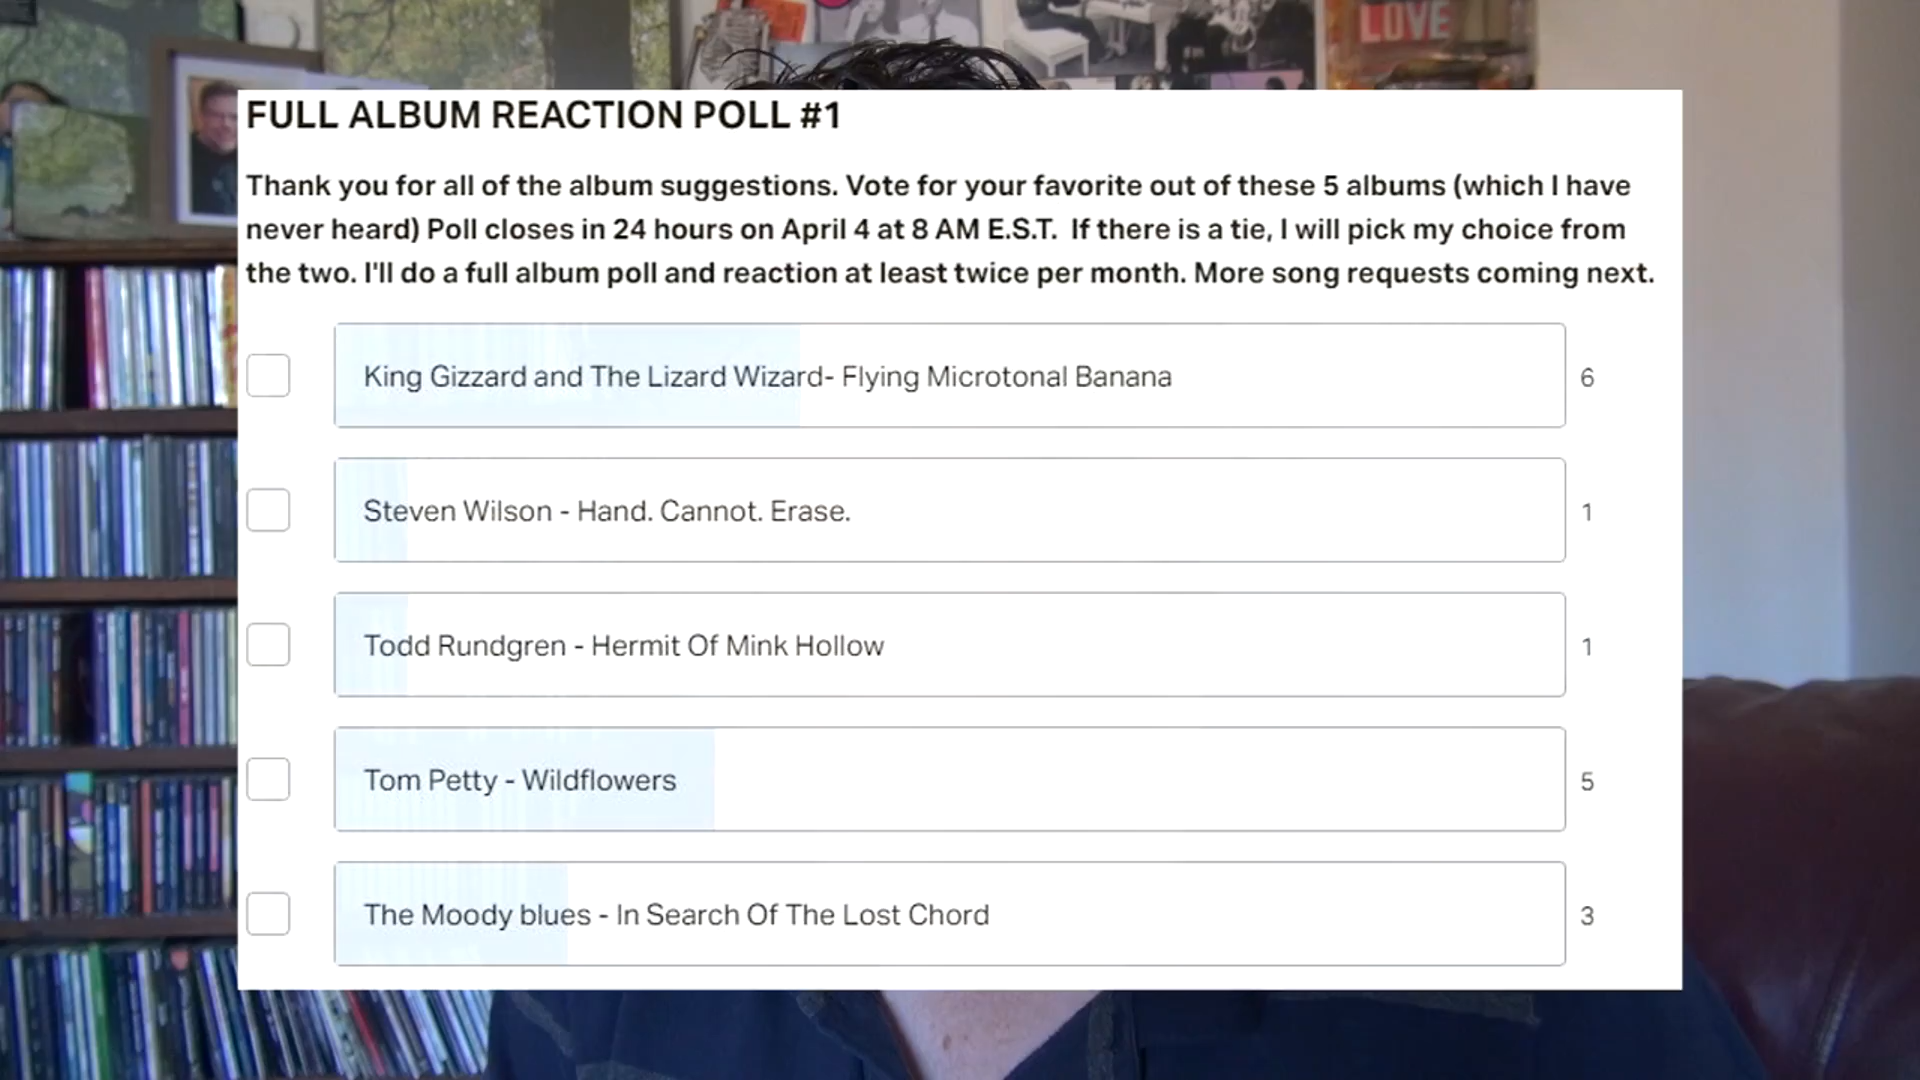 LOVE
FULL ALBUM REACTION POLL #1
Thank you for all of the album suggestions. Vote for your favorite out of these 5 albums (which I have
never heard) Poll closes in 24 hours on April 4 at 8 AM E.S.T. If there is a tie, I will pick my choice from
the two. I'll do a full album poll and reaction at least twice per month. More song requests coming next.
King Gizzard and The Lizard Wizard- Flying Microtonal Banana 6
Steven Wilson - Hand. Cannot. Erase. 1
Todd Rundgren - Hermit Of Mink Hollow 1
Tom Petty - Wildflowers 5
The Moody blues - In Search Of The Lost Chord 3